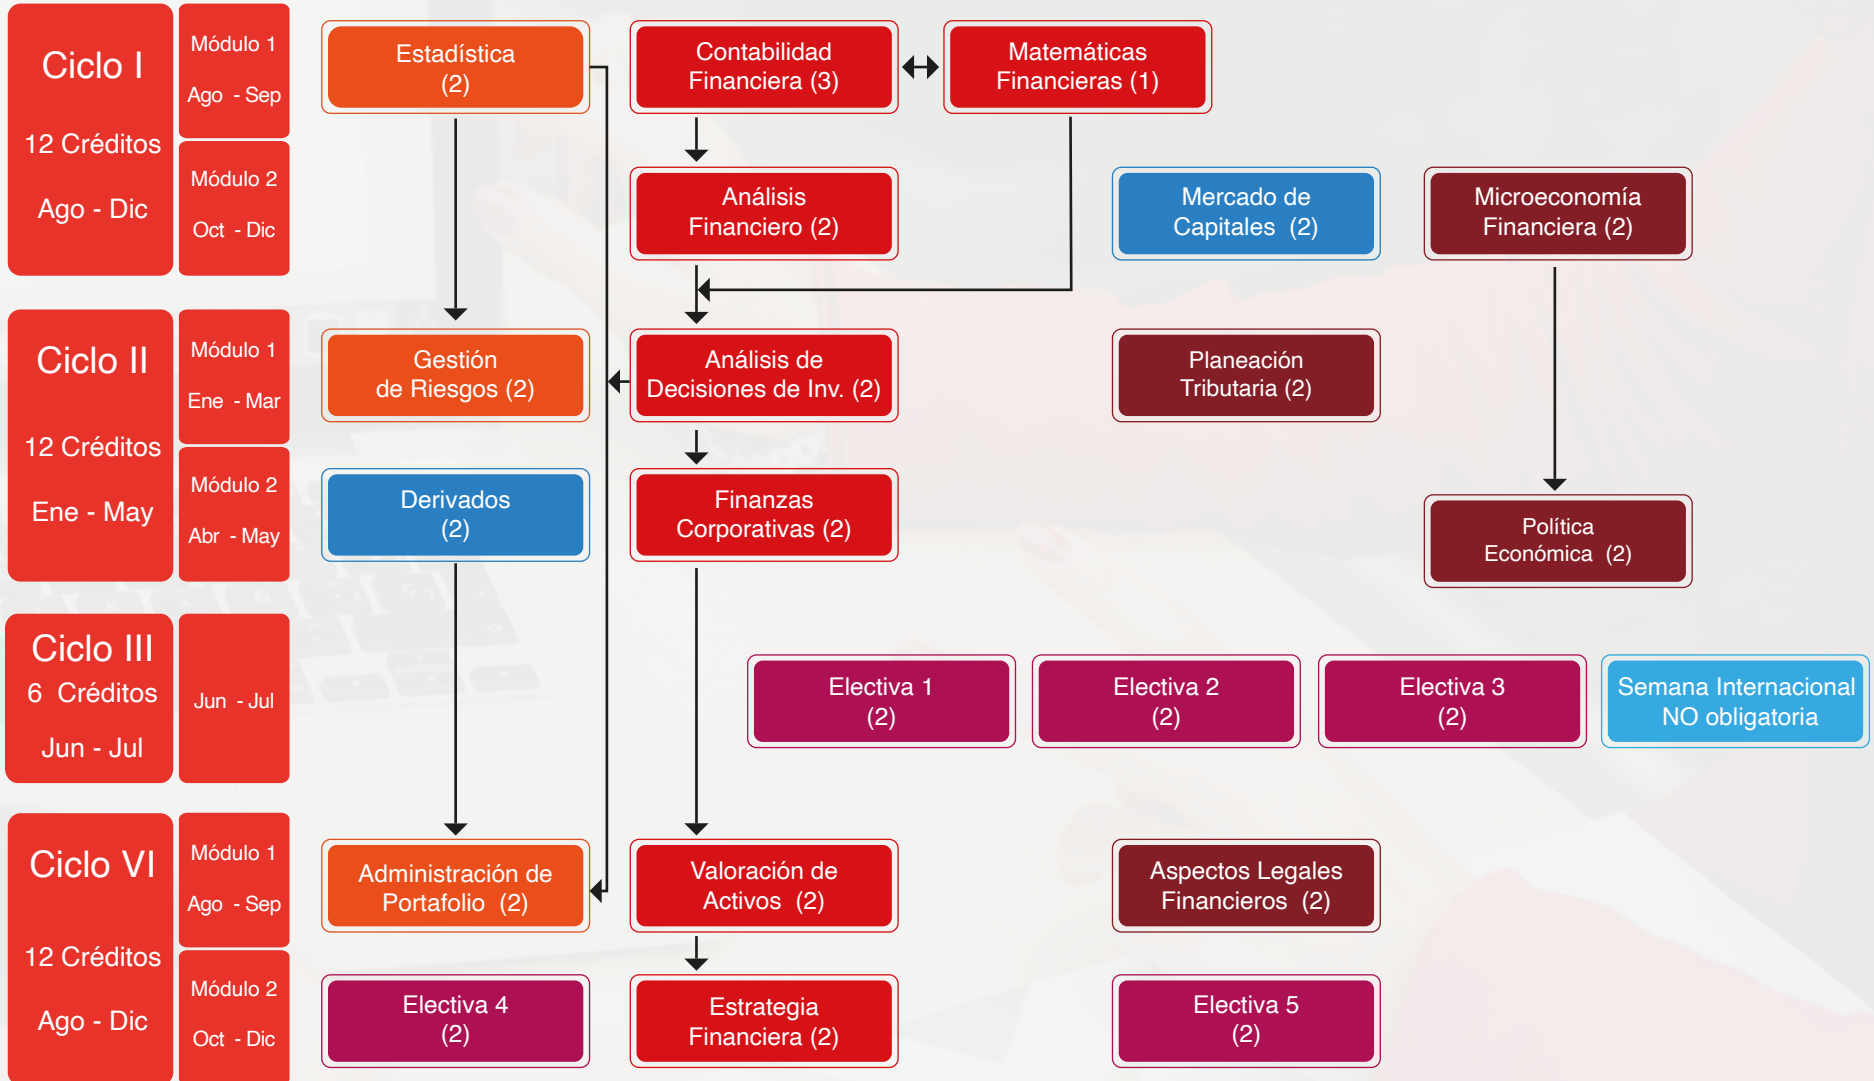 Ciclo I
12 Créditos
Ago - Dic
Módulo 1
Ago - Sep
Módulo 2
Oct - Dic
Estadística
(2)
Contabilidad
Financiera (3)
Matemáticas
Financieras (1)
Análisis
Financiero (2)
Mercado de
Capitales (2)
Microeconomía
Financiera (2)
Ciclo II
12 Créditos
Ene - May
Módulo 1
Ene - Mar
Módulo 2
Abr - May
Gestión
de Riesgos (2)
Análisis de
Decisiones de Inv. (2)
Planeación
Tributaria (2)
Derivados
(2)
Finanzas
Corporativas (2)
Política
Económica (2)
Ciclo III
6 Créditos
Jun - Jul
Jun - Jul
Electiva 1
(2)
Electiva 2
(2)
Electiva 3
(2)
Semana Internacional
NO obligatoria
Ciclo VI
12 Créditos
Ago - Dic
Módulo 1
Ago - Sep
Módulo 2
Oct - Dic
Administración de
Portafolio (2)
Valoración de
Activos (2)
Aspectos Legales
Financieros (2)
Electiva 4
(2)
Estrategia
Financiera (2)
Electiva 5
(2)